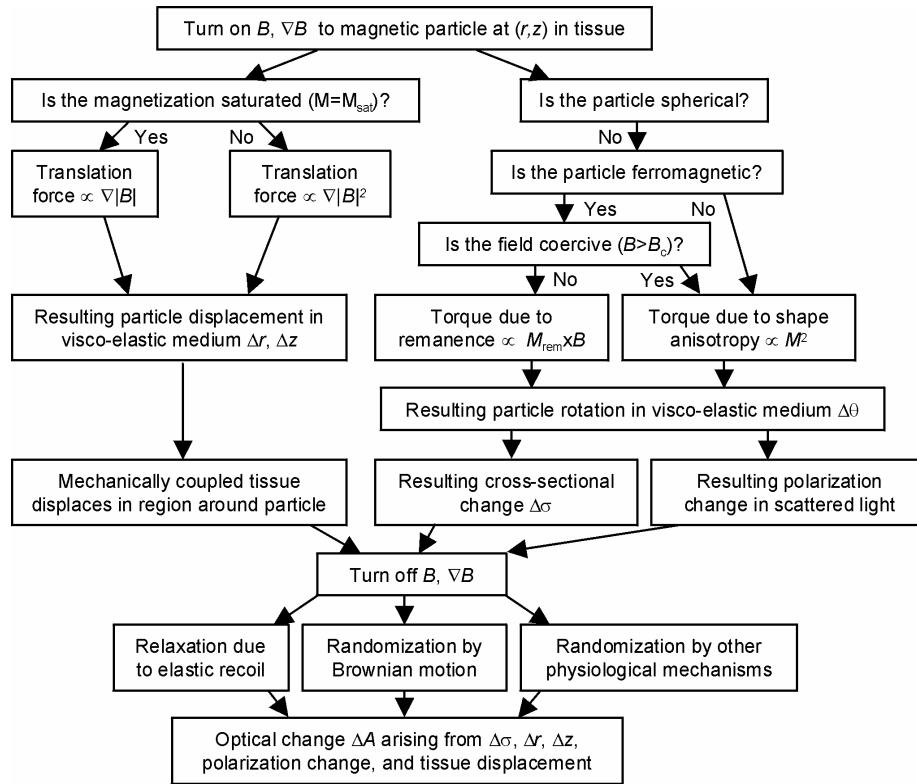 Turn on B, ∇B to magnetic particle at (r,z) in tissue
Is the magnetization saturated (M=Msat)?
Is the particle spherical?
Yes
No
No
Translation
force ∝ ∇|B|
Translation
force ∝ ∇|B|²
Is the particle ferromagnetic?
Yes
No
Is the field coercive (B>Bc)?
No
Yes
Resulting particle displacement in
visco-elastic medium Δr, Δz
Torque due to
remanence ∝ MremxB
Torque due to shape
anisotropy ∝ M²
Resulting particle rotation in visco-elastic medium Δθ
Mechanically coupled tissue
displaces in region around particle
Resulting cross-sectional
change Δσ
Resulting polarization
change in scattered light
Turn off B, ∇B
Relaxation due
to elastic recoil
Randomization by
Brownian motion
Randomization by other
physiological mechanisms
Optical change ΔA arising from Δσ, Δr, Δz,
polarization change, and tissue displacement